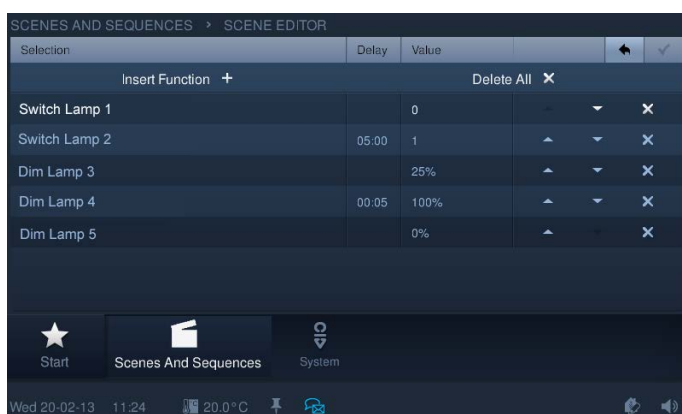 SCENES AND SEQUENCES > SCENE EDITOR
Selection Delay Value
Insert Function + Delete All ×
Switch Lamp 1 0
Switch Lamp 2 05:00 1
Dim Lamp 3 25%
Dim Lamp 4 00:05 100%
Dim Lamp 5 0%
Start Scenes And Sequences System
Wed 20-02-13 11:24 20.0°C